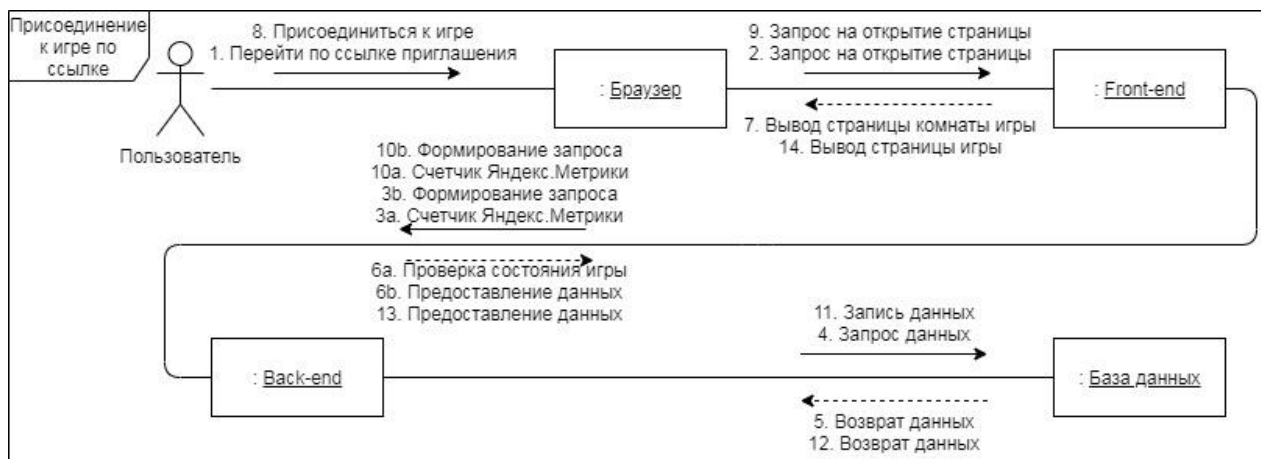 Присоединение
к игре по
ссылке
8. Присоединиться к игре
1. Перейти по ссылке приглашения
9. Запрос на открытие страницы
2. Запрос на открытие страницы
: Браузер
: Front-end
7. Вывод страницы комнаты игры
14. Вывод страницы игры
Пользователь
10b. Формирование запроса
10a. Счетчик Яндекс.Метрики
3b. Формирование запроса
3a. Счетчик Яндекс.Метрики
6a. Проверка состояния игры
6b. Предоставление данных
13. Предоставление данных
11. Запись данных
4. Запрос данных
: Back-end
: База данных
5. Возврат данных
12. Возврат данных